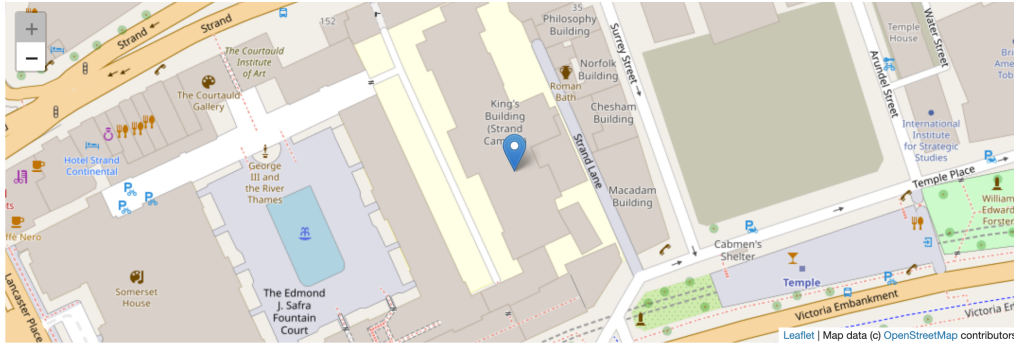 +
−
Strand
Strand
152
The Courtauld
Institute
of Art
The Courtauld
Gallery
Hotel Strand
Continental
George
III and
the River
Thames
Somerset
House
The Edmond
J. Safra
Fountain
Court
Lancaster Place
King's
Building
(Strand
35
Philosophy
Building
Norfolk
Building
Roman
Bath
Chesham
Building
Strand Lane
Macadam
Building
Surrey Street
Temple
House
Water Street
Arundel Street
International
Institute
for Strategic
Studies
Temple Place
William
Edward
Forster
Cabmen's
Shelter
Temple
Victoria Embankment
Leaflet | Map data (c) OpenStreetMap contributors